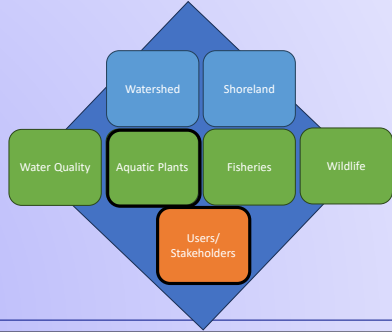 Watershed
Shoreland
Water Quality
Aquatic Plants
Fisheries
Wildlife
Users/
Stakeholders